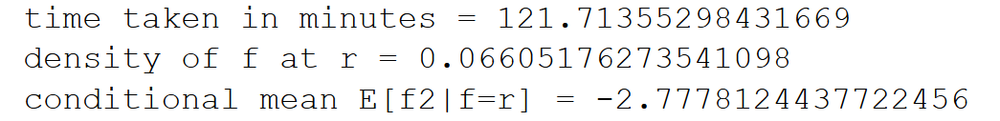 time taken in minutes = 121.71355298431669
density of f at r = 0.06605176273541098
conditional mean E[f2|f=r] = -2.7778124437722456